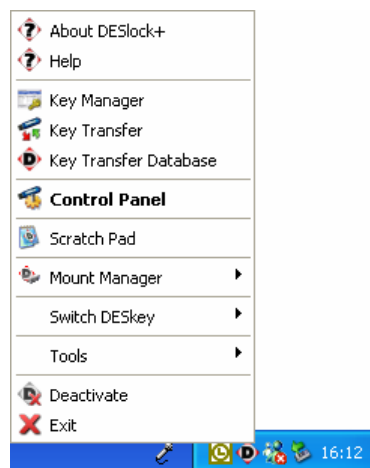 About DESlock+
Help
Key Manager
Key Transfer
Key Transfer Database
Control Panel
Scratch Pad
Mount Manager
Switch DESkey
Tools
Deactivate
Exit
16:12